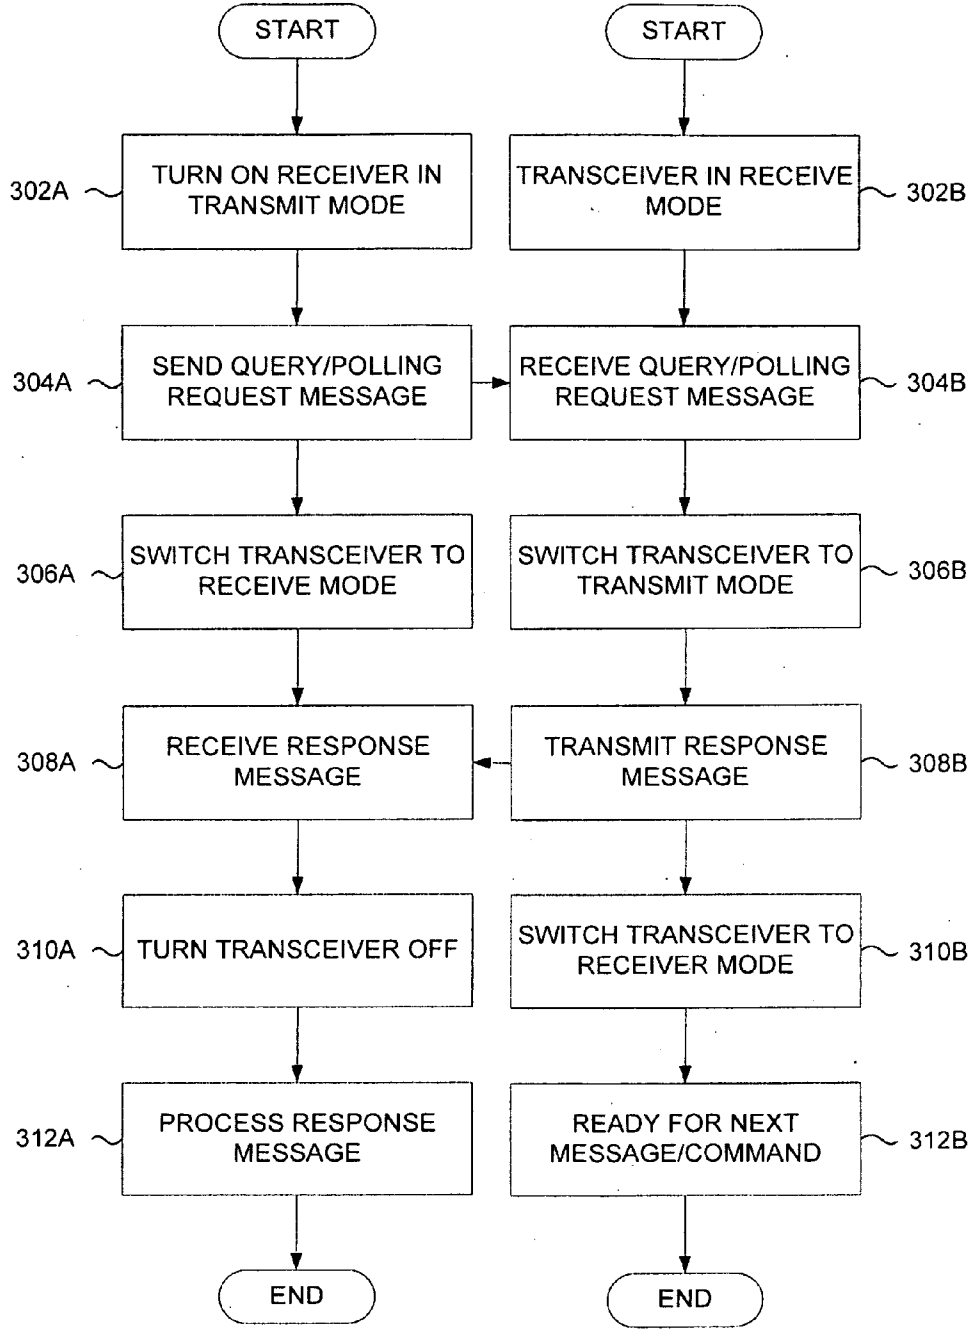 START
START
302A
TURN ON RECEIVER IN
TRANSMIT MODE
TRANSCEIVER IN RECEIVE
MODE
302B
304A
SEND QUERY/POLLING
REQUEST MESSAGE
RECEIVE QUERY/POLLING
REQUEST MESSAGE
304B
306A
SWITCH TRANSCEIVER TO
RECEIVE MODE
SWITCH TRANSCEIVER TO
TRANSMIT MODE
306B
308A
RECEIVE RESPONSE
MESSAGE
TRANSMIT RESPONSE
MESSAGE
308B
310A
TURN TRANSCEIVER OFF
SWITCH TRANSCEIVER TO
RECEIVER MODE
310B
312A
PROCESS RESPONSE
MESSAGE
READY FOR NEXT
MESSAGE/COMMAND
312B
END
END